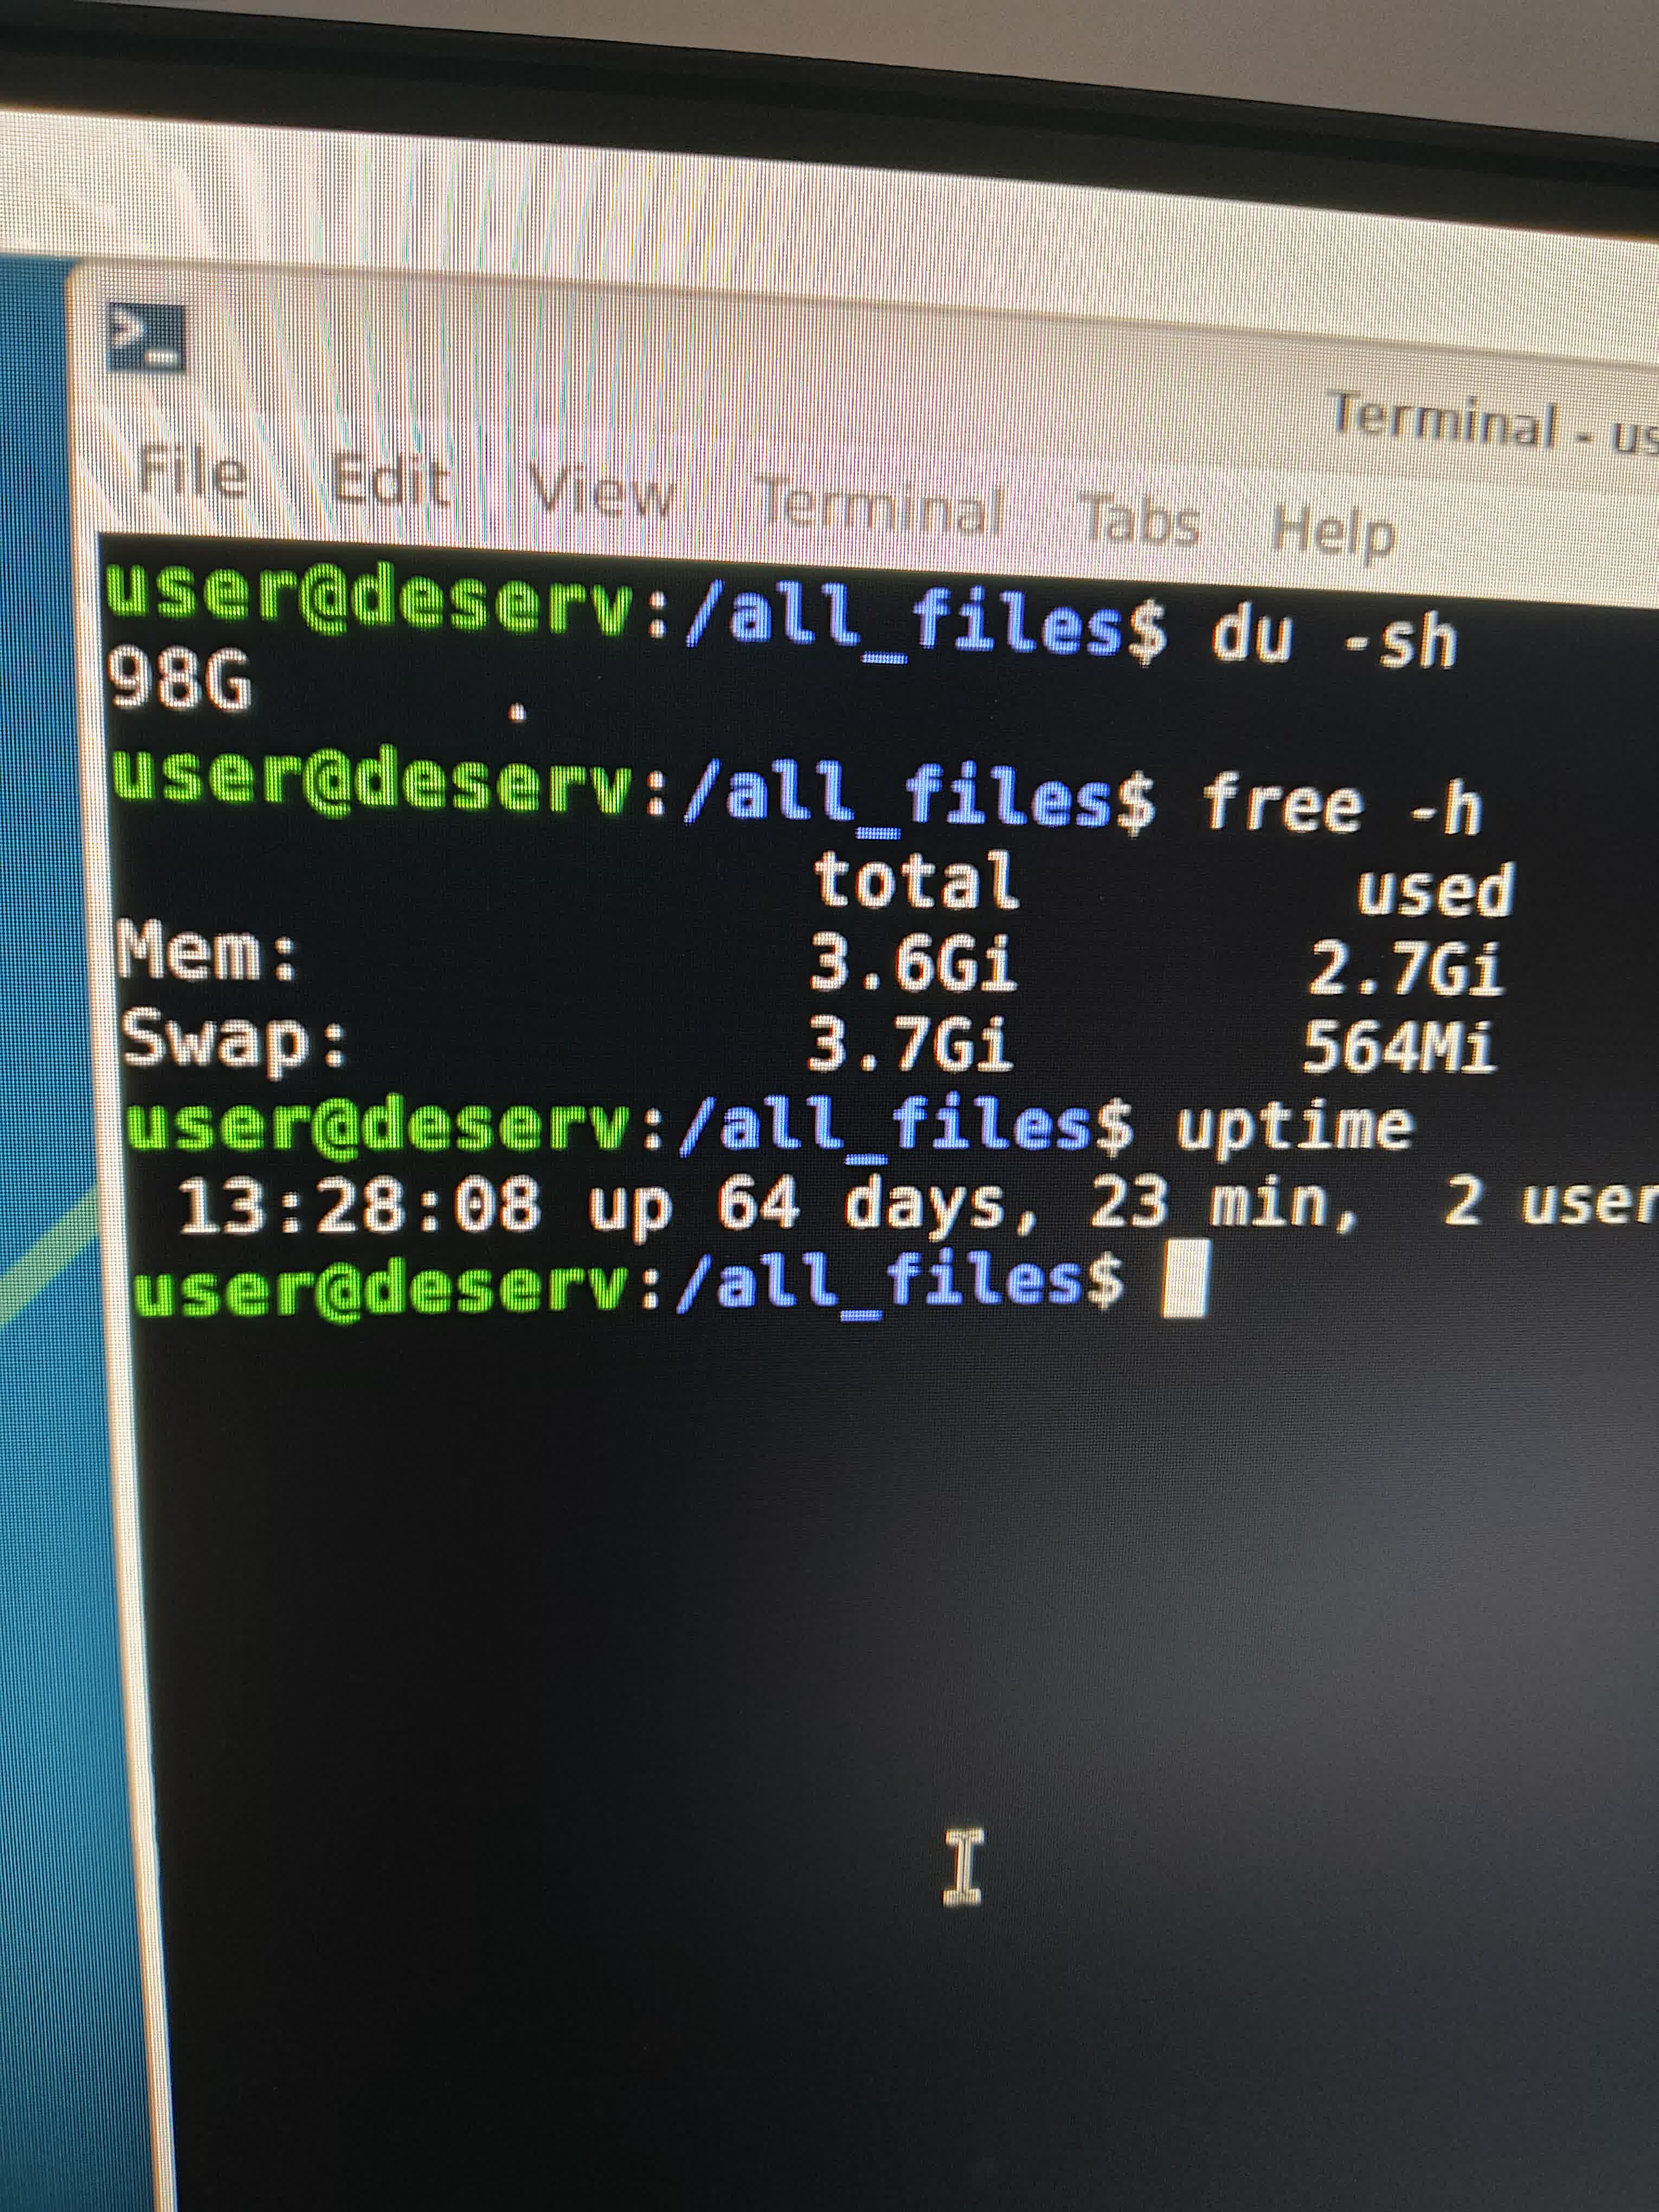 >_
Terminal - us
File Edit View Terminal Tabs Help
user@deserv:/all_files$ du -sh
98G .
user@deserv:/all_files$ free -h
total used
Mem: 3.6Gi 2.7Gi
Swap: 3.7Gi 564Mi
user@deserv:/all_files$ uptime
13:28:08 up 64 days, 23 min, 2 user
user@deserv:/all_files$